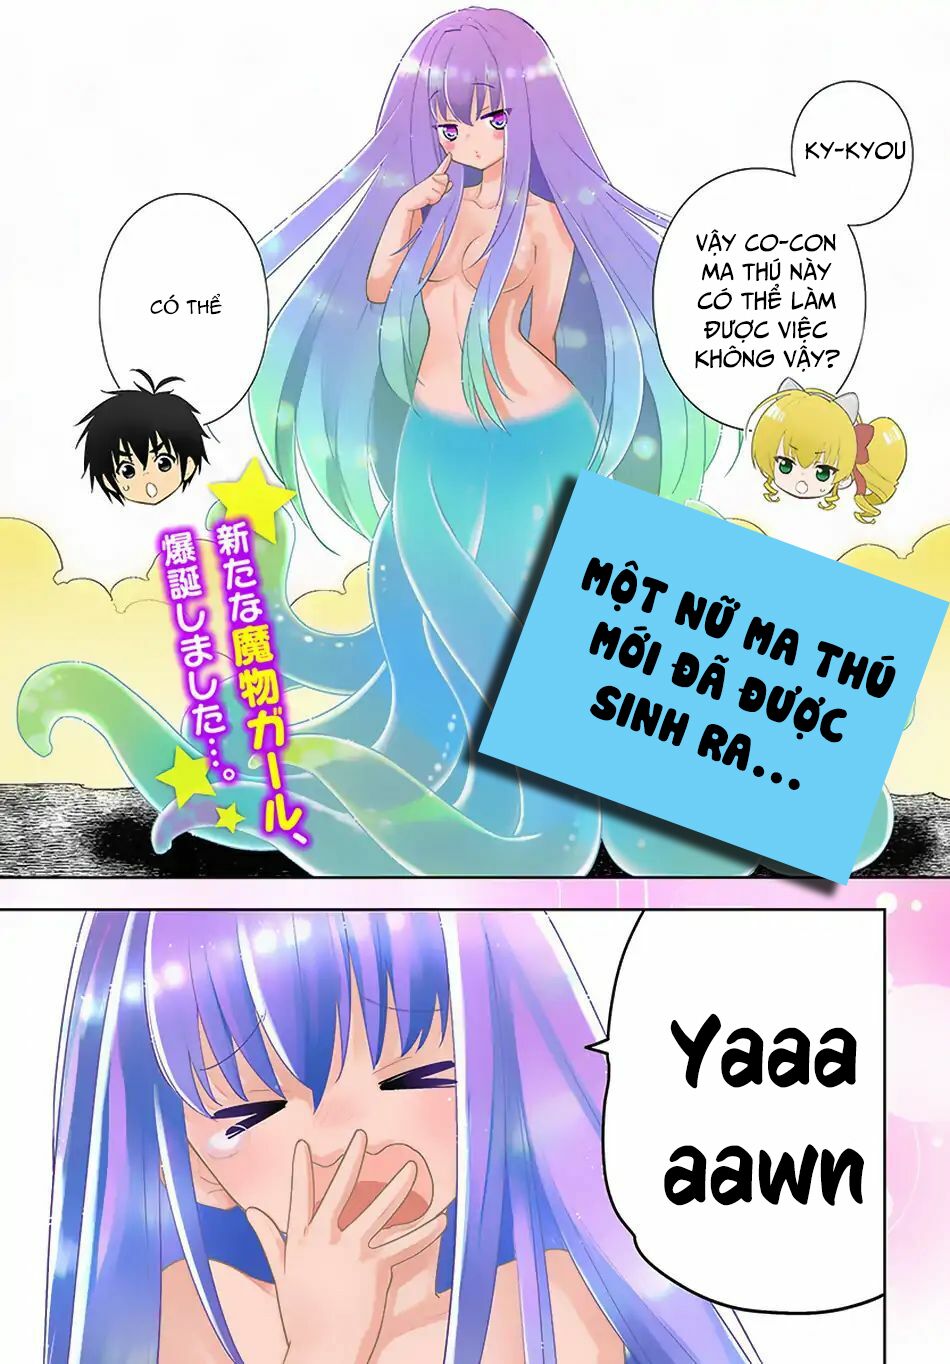 KY-KYOU
VẬY CO-CON
MA THÚ NÀY
CÓ THỂ LÀM
ĐƯỢC VIỆC
KHÔNG VẬY?
CÓ THỂ
新たな魔物ガール、
爆誕しました…。
MỘT NỮ MA THÚ
MỚI ĐÃ ĐƯỢC
SINH RA...
Yaaa
aawn